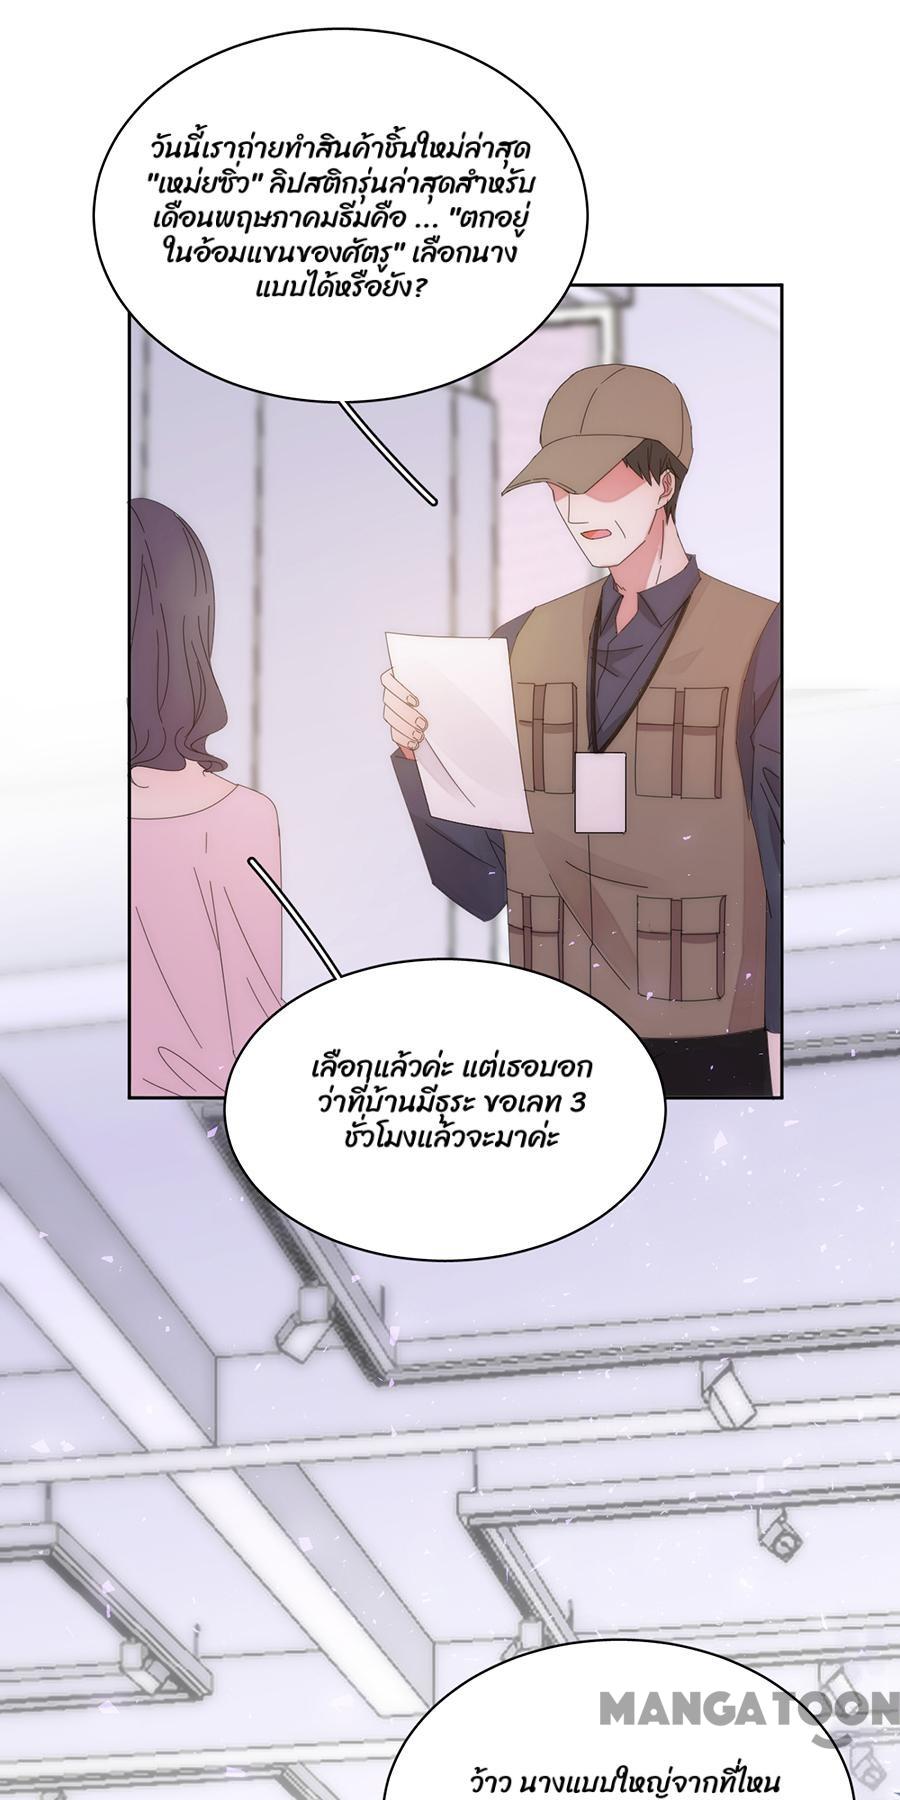 วันนี้เราถ่ายทำสินค้าชิ้นใหม่ล่าสุด
"เหม่ยซิ่ว" ลิปสติกรุ่นล่าสุดสำหรับ
เดือนพฤษภาคมธีมคือ ... "ตกอยู่
ในอ้อมแขนของศัตรู" เลือกนาง
แบบได้หรือยัง?
เลือกแล้วค่ะ แต่เธอบอก
ว่าที่บ้านมีธุระ ขอเลท 3
ชั่วโมงแล้วจะมาค่ะ
MANGATOON
ว้าว นางแบบใหญ่จากที่ไหน